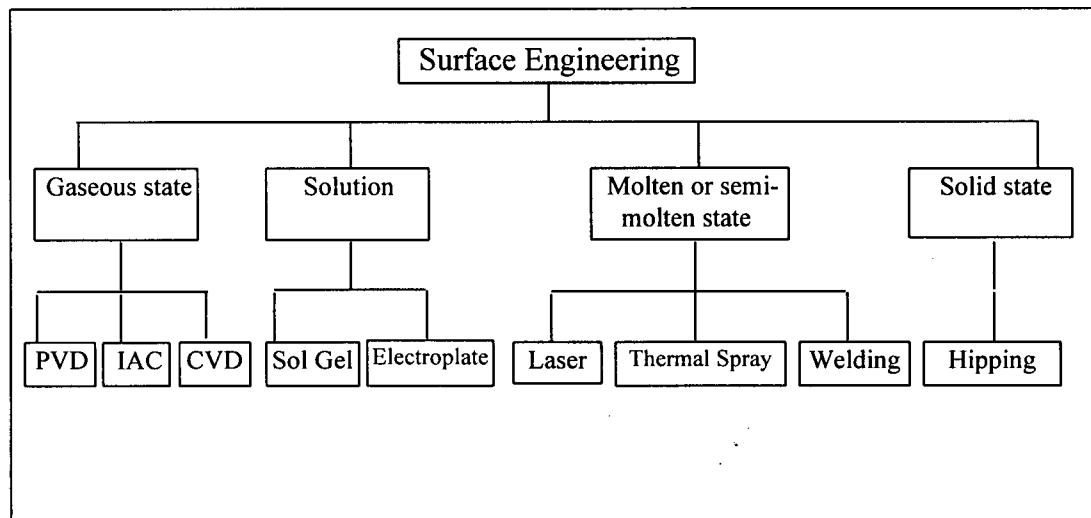 Surface Engineering
Gaseous state
Solution
Molten or semi-
molten state
Solid state
PVD
IAC
CVD
Sol Gel
Electroplate
Laser
Thermal Spray
Welding
Hipping